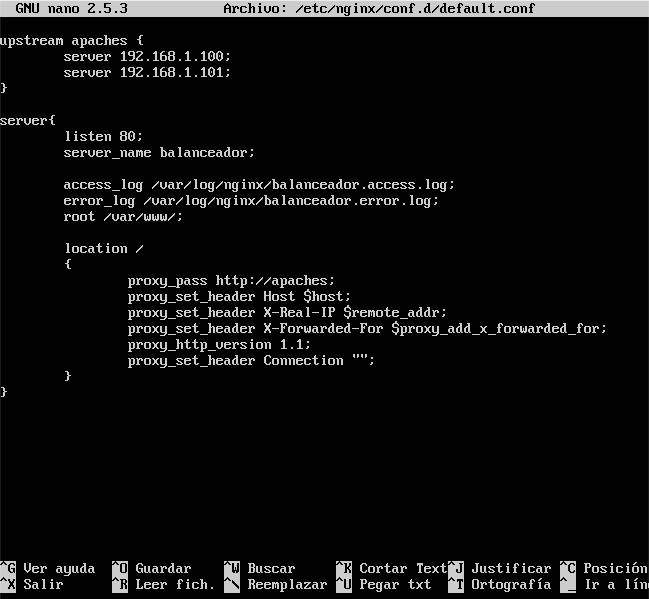 GNU nano 2.5.3 Archivo: /etc/nginx/conf.d/default.conf
upstream apaches {
server 192.168.1.100;
server 192.168.1.101;
}
server{
listen 80;
server_name balanceador;
access_log /var/log/nginx/balanceador.access.log;
error_log /var/log/nginx/balanceador.error.log;
root /var/www/;
location /
{
proxy_pass http://apaches;
proxy_set_header Host $host;
proxy_set_header X-Real-IP $remote_addr;
proxy_set_header X-Forwarded-For $proxy_add_x_forwarded_for;
proxy_http_version 1.1;
proxy_set_header Connection "";
}
}
^G Ver ayuda ^O Guardar ^W Buscar ^K Cortar Text ^J Justificar ^C Posición
^X Salir ^R Leer fich. ^\ Reemplazar ^U Pegar txt ^T Ortografía ^_ Ir a lín